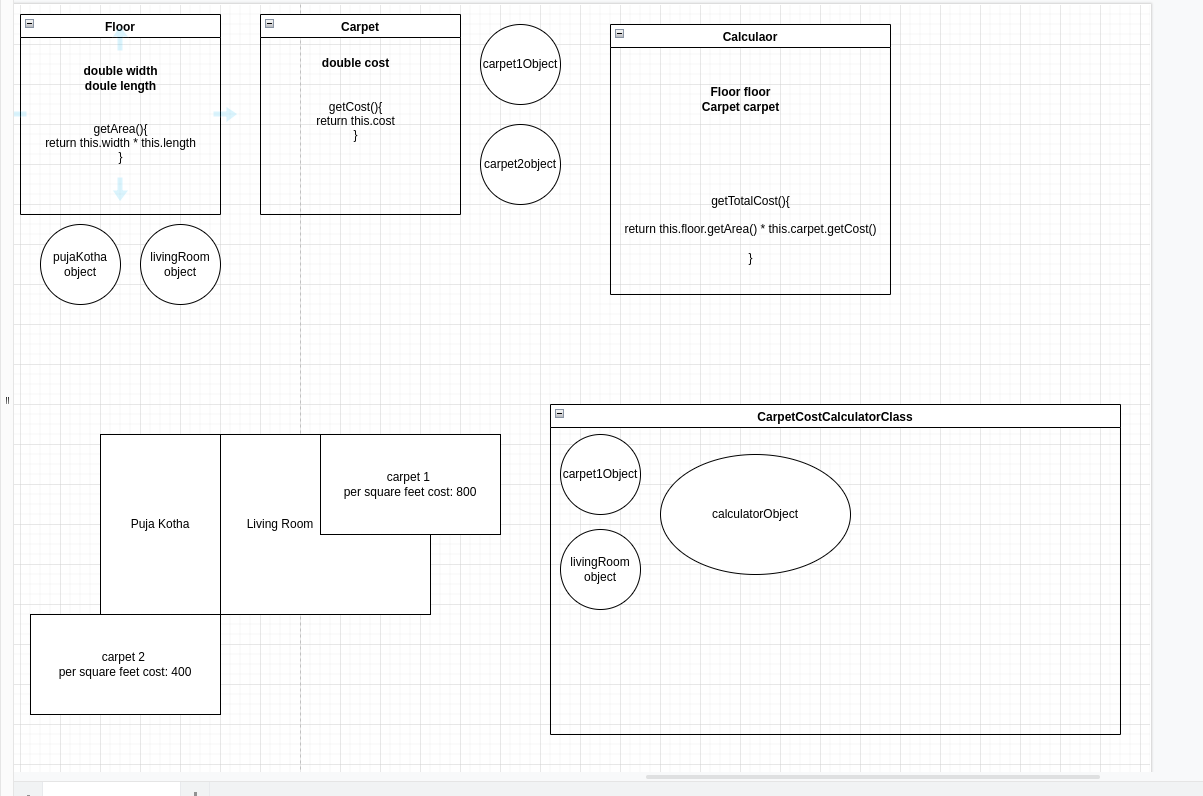 Floor
double width
doule length
getArea(){
return this.width * this.length
}
Carpet
double cost
getCost(){
return this.cost
}
carpet1Object
carpet2object
Calculaor
Floor floor
Carpet carpet
getTotalCost(){
return this.floor.getArea() * this.carpet.getCost()
}
pujaKotha
object
livingRoom
object
Puja Kotha
Living Room
carpet 1
per square feet cost: 800
carpet 2
per square feet cost: 400
CarpetCostCalculatorClass
carpet1Object
calculatorObject
livingRoom
object